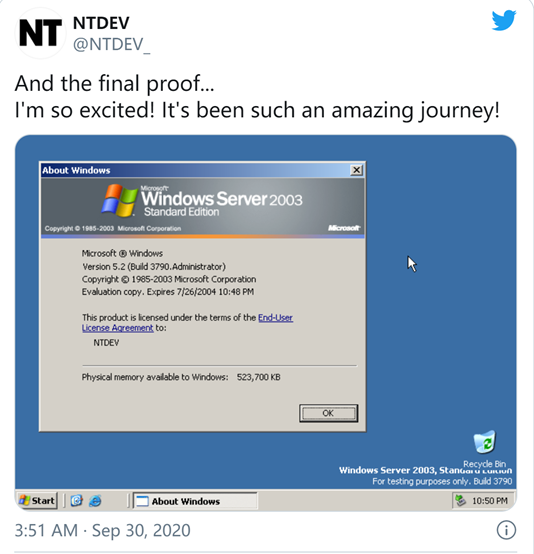 NT
NTDEV
@NTDEV_
And the final proof...
I'm so excited! It's been such an amazing journey!
About Windows
Microsoft®
Windows Server 2003
Standard Edition
Copyright © 1985-2003 Microsoft Corporation
Microsoft
Microsoft ® Windows
Version 5.2 (Build 3790.Administrator)
Copyright © 1985-2003 Microsoft Corporation
Evaluation copy. Expires 7/26/2004 10:48 PM
This product is licensed under the terms of the End-User
License Agreement to:
NTDEV
Physical memory available to Windows: 523,700 KB
OK
Recycle Bin
Windows Server 2003, Standard Edition
For testing purposes only. Build 3790
Start
About Windows
10:50 PM
3:51 AM · Sep 30, 2020